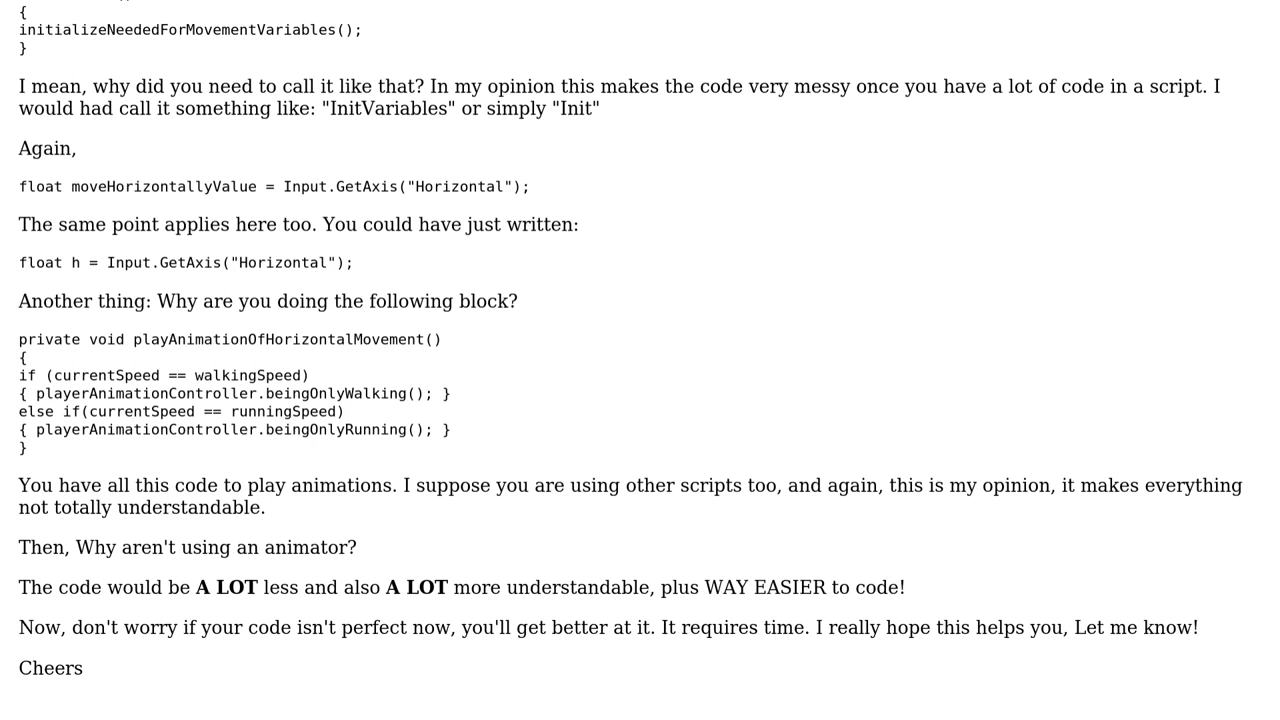 {
initializeNeededForMovementVariables();
}
I mean, why did you need to call it like that? In my opinion this makes the code very messy once you have a lot of code in a script. I
would had call it something like: "InitVariables" or simply "Init"
Again,
float moveHorizontallyValue = Input.GetAxis("Horizontal");
The same point applies here too. You could have just written:
float h = Input.GetAxis("Horizontal");
Another thing: Why are you doing the following block?
private void playAnimationOfHorizontalMovement()
{
if (currentSpeed == walkingSpeed)
{ playerAnimationController.beingOnlyWalking(); }
else if(currentSpeed == runningSpeed)
{ playerAnimationController.beingOnlyRunning(); }
}
You have all this code to play animations. I suppose you are using other scripts too, and again, this is my opinion, it makes everything
not totally understandable.
Then, Why aren't using an animator?
The code would be A LOT less and also A LOT more understandable, plus WAY EASIER to code!
Now, don't worry if your code isn't perfect now, you'll get better at it. It requires time. I really hope this helps you, Let me know!
Cheers